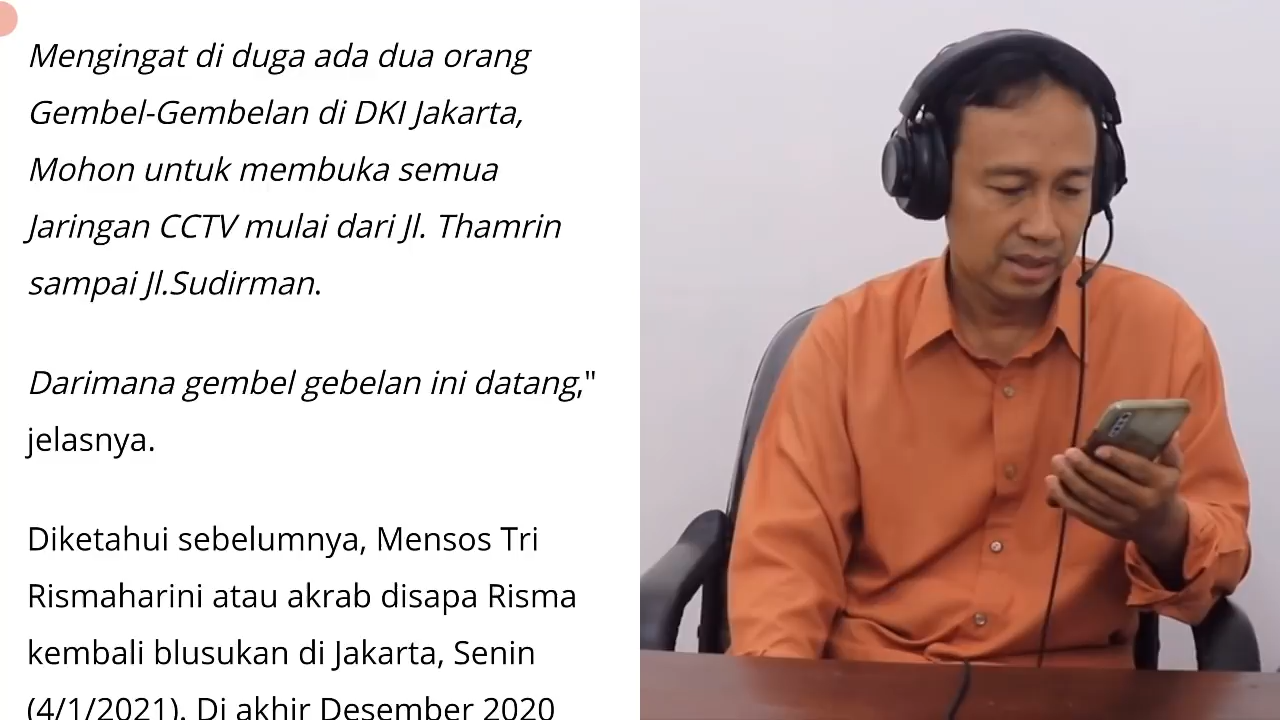 Mengingat di duga ada dua orang
Gembel-Gembelan di DKI Jakarta,
Mohon untuk membuka semua
Jaringan CCTV mulai dari Jl. Thamrin
sampai Jl.Sudirman.
Darimana gembel gebelan ini datang,"
jelasnya.
Diketahui sebelumnya, Mensos Tri
Rismaharini atau akrab disapa Risma
kembali blusukan di Jakarta, Senin
(4/1/2021). Di akhir Desember 2020